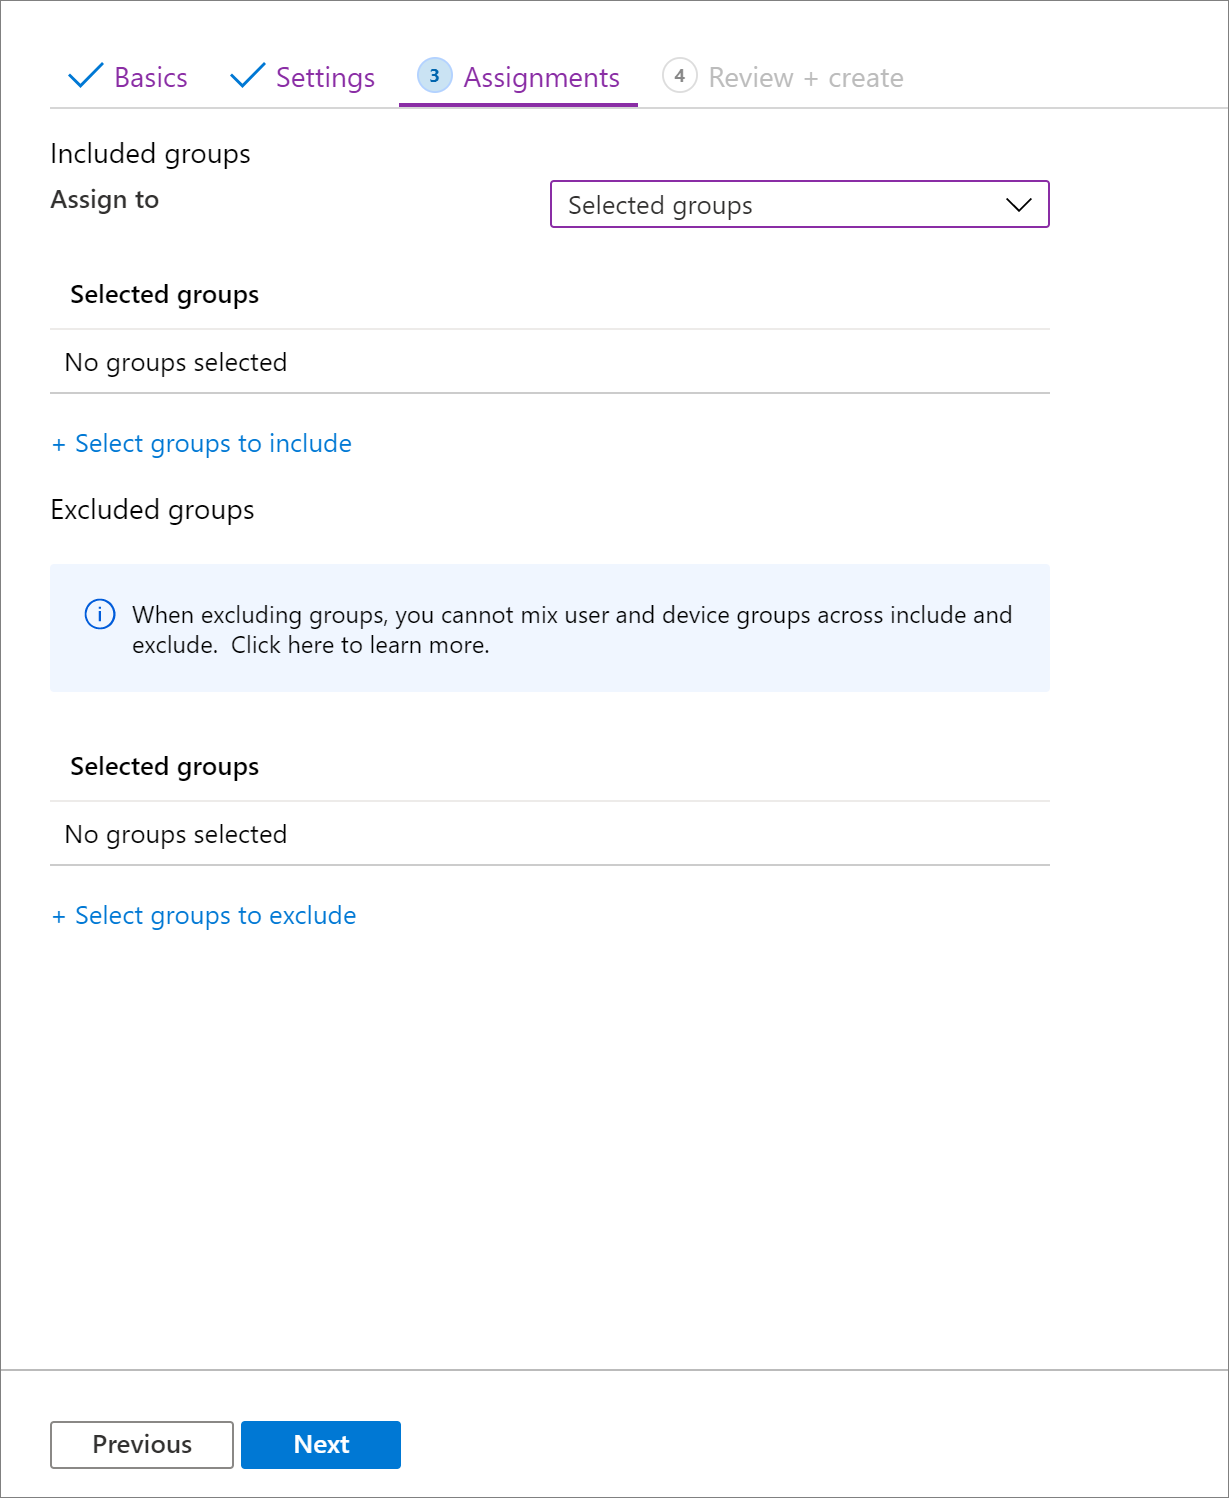 Basics Settings 3 Assignments 4 Review + create
Included groups
Assign to
Selected groups
Selected groups
No groups selected
+ Select groups to include
Excluded groups
When excluding groups, you cannot mix user and device groups across include and
exclude.  Click here to learn more.
Selected groups
No groups selected
+ Select groups to exclude
Previous Next